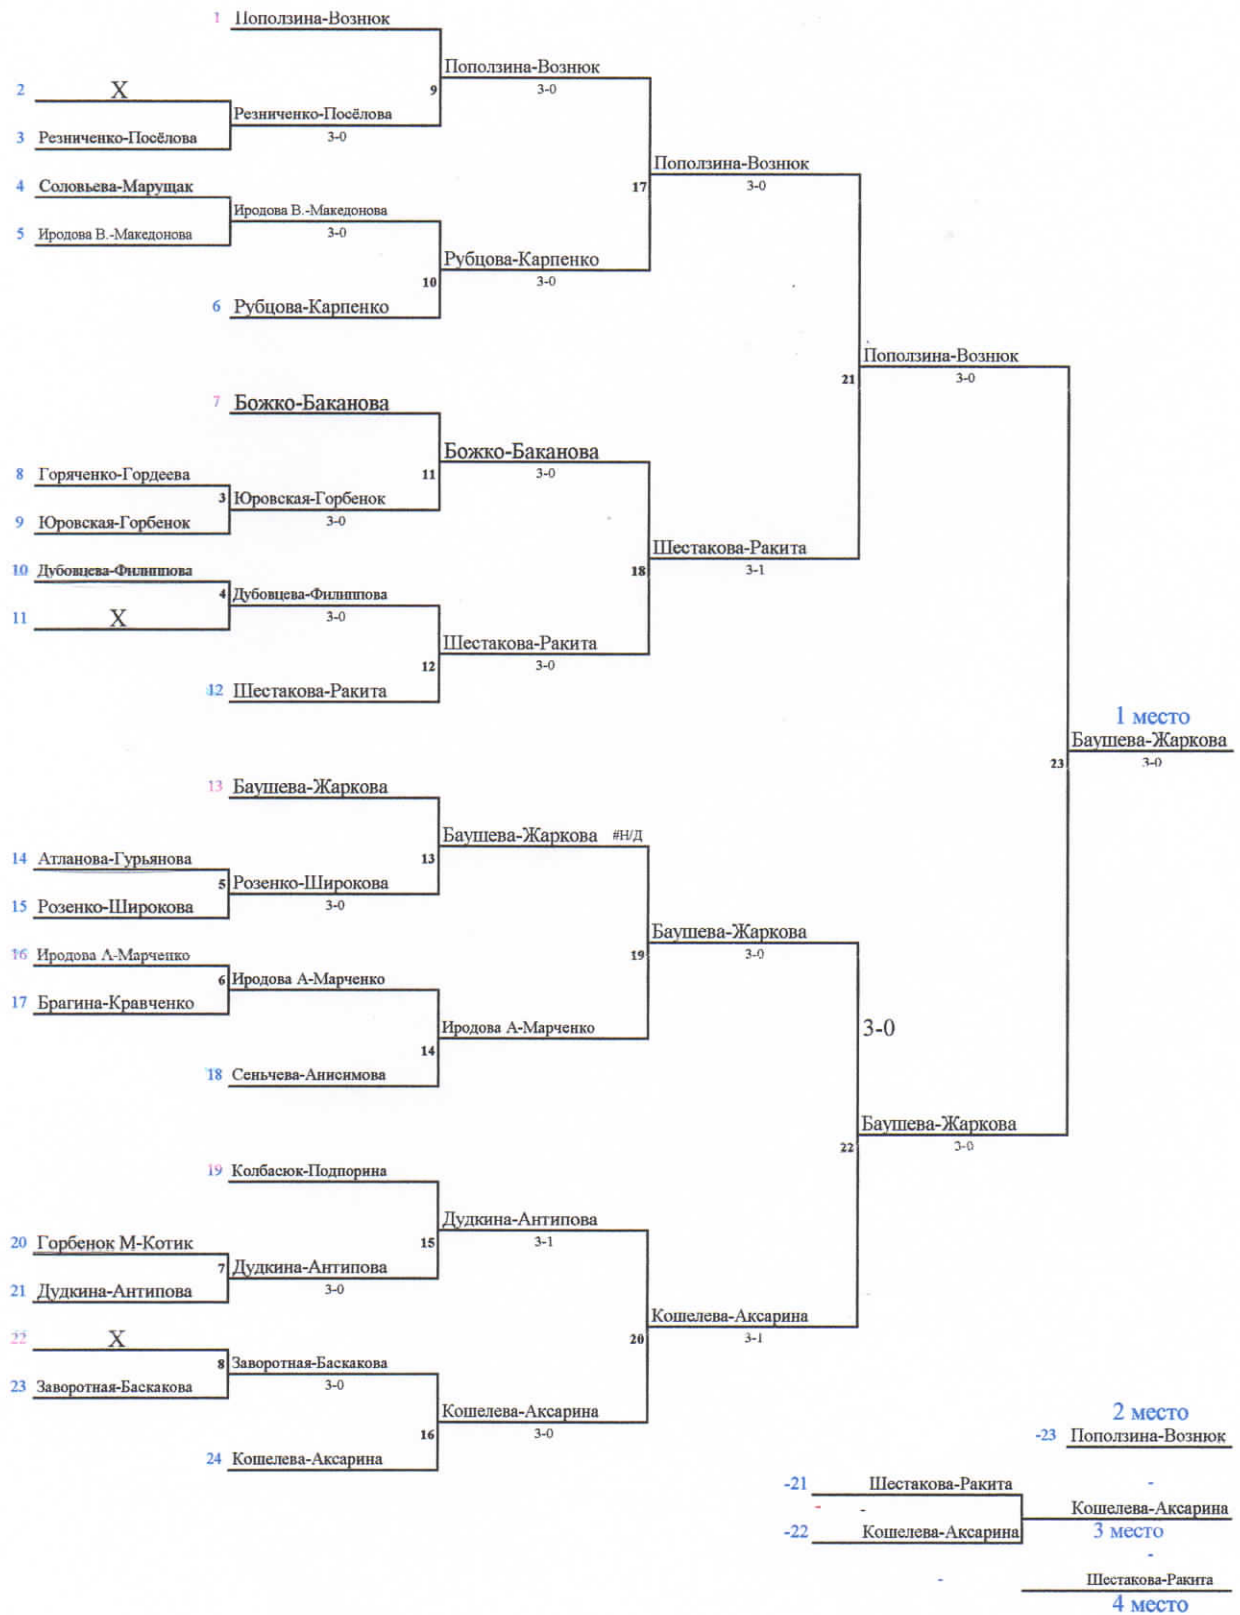 1 Поползина-Вознюк
Поползина-Вознюк
2 X
9
3-0
Резниченко-Посёлова
3 Резниченко-Посёлова
3-0
Поползина-Вознюк
4 Соловьева-Марущак
17
3-0
Иродова В.-Македонова
5 Иродова В.-Македонова
3-0
Рубцова-Карпенко
10
3-0
6 Рубцова-Карпенко
Поползина-Вознюк
21
3-0
7 Божко-Баканова
Божко-Баканова
8 Горяченко-Гордеева
11
3-0
3 Юровская-Горбенок
9 Юровская-Горбенок
3-0
Шестакова-Ракита
10 Дубовцева-Филиппова
18
3-1
4 Дубовцева-Филиппова
11 X
3-0
Шестакова-Ракита
12
3-0
12 Шестакова-Ракита
1 место
Баушева-Жаркова
23
3-0
13 Баушева-Жаркова
Баушева-Жаркова #Н/Д
14 Атланова-Гурьянова
13
5 Розенко-Широкова
15 Розенко-Широкова
3-0
Баушева-Жаркова
16 Иродова А-Марченко
19
3-0
6 Иродова А-Марченко
17 Брагина-Кравченко
Иродова А-Марченко
3-0
14
18 Сеньчева-Анисимова
Баушева-Жаркова
22
3-0
19 Колбасюк-Подпорина
Дудкина-Антипова
20 Горбенок М-Котик
15
3-1
7 Дудкина-Антипова
21 Дудкина-Антипова
3-0
Кошелева-Аксарина
22 X
20
3-1
8 Заворотная-Баскакова
23 Заворотная-Баскакова
3-0
Кошелева-Аксарина
16
3-0
24 Кошелева-Аксарина
2 место
-23 Поползина-Вознюк
-21 Шестакова-Ракита
-
- -
Кошелева-Аксарина
-22 Кошелева-Аксарина
3 место
-
- Шестакова-Ракита
4 место